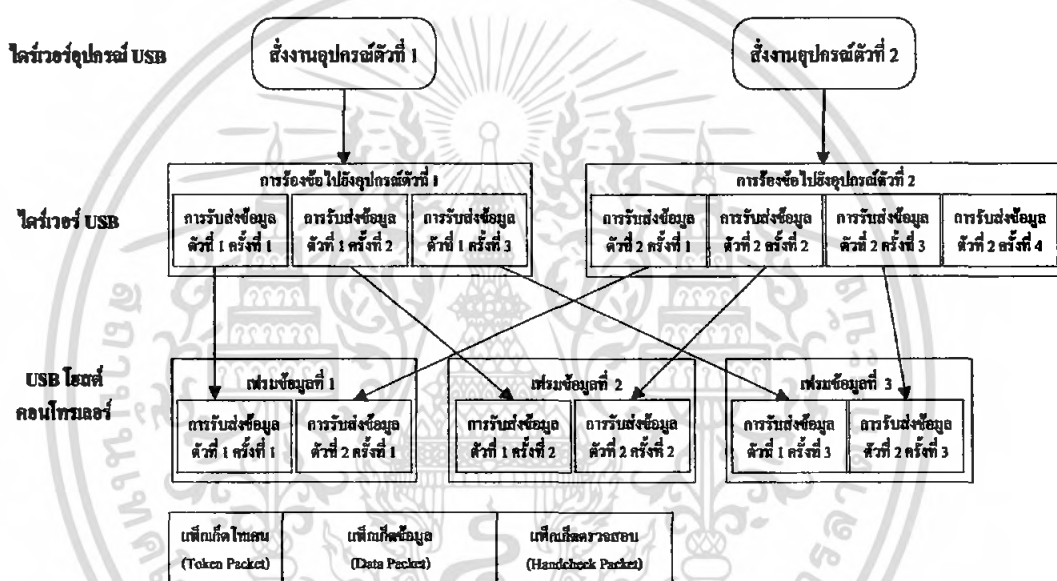 ไดร์เวอร์อุปกรณ์ USB
สั่งงานอุปกรณ์ตัวที่ 1
สั่งงานอุปกรณ์ตัวที่ 2
ไดร์เวอร์ USB
การร้องข้อไปยังอุปกรณ์ตัวที่ 1
การรับส่งข้อมูล
ตัวที่ 1 ครั้งที่ 1
การรับส่งข้อมูล
ตัวที่ 1 ครั้งที่ 2
การรับส่งข้อมูล
ตัวที่ 1 ครั้งที่ 3
การร้องข้อไปยังอุปกรณ์ตัวที่ 2
การรับส่งข้อมูล
ตัวที่ 2 ครั้งที่ 1
การรับส่งข้อมูล
ตัวที่ 2 ครั้งที่ 2
การรับส่งข้อมูล
ตัวที่ 2 ครั้งที่ 3
การรับส่งข้อมูล
ตัวที่ 2 ครั้งที่ 4
USB โฮสต์
คอนโทรเลอร์
เฟรมข้อมูลที่ 1
การรับส่งข้อมูล
ตัวที่ 1 ครั้งที่ 1
การรับส่งข้อมูล
ตัวที่ 2 ครั้งที่ 1
เฟรมข้อมูลที่ 2
การรับส่งข้อมูล
ตัวที่ 1 ครั้งที่ 2
การรับส่งข้อมูล
ตัวที่ 2 ครั้งที่ 2
เฟรมข้อมูลที่ 3
การรับส่งข้อมูล
ตัวที่ 1 ครั้งที่ 3
การรับส่งข้อมูล
ตัวที่ 2 ครั้งที่ 3
แพ็กเก็ตโทเคน
(Token Packet)
แพ็กเก็ตข้อมูล
(Data Packet)
แพ็กเก็ตตรวจสอบ
(Handcheck Packet)